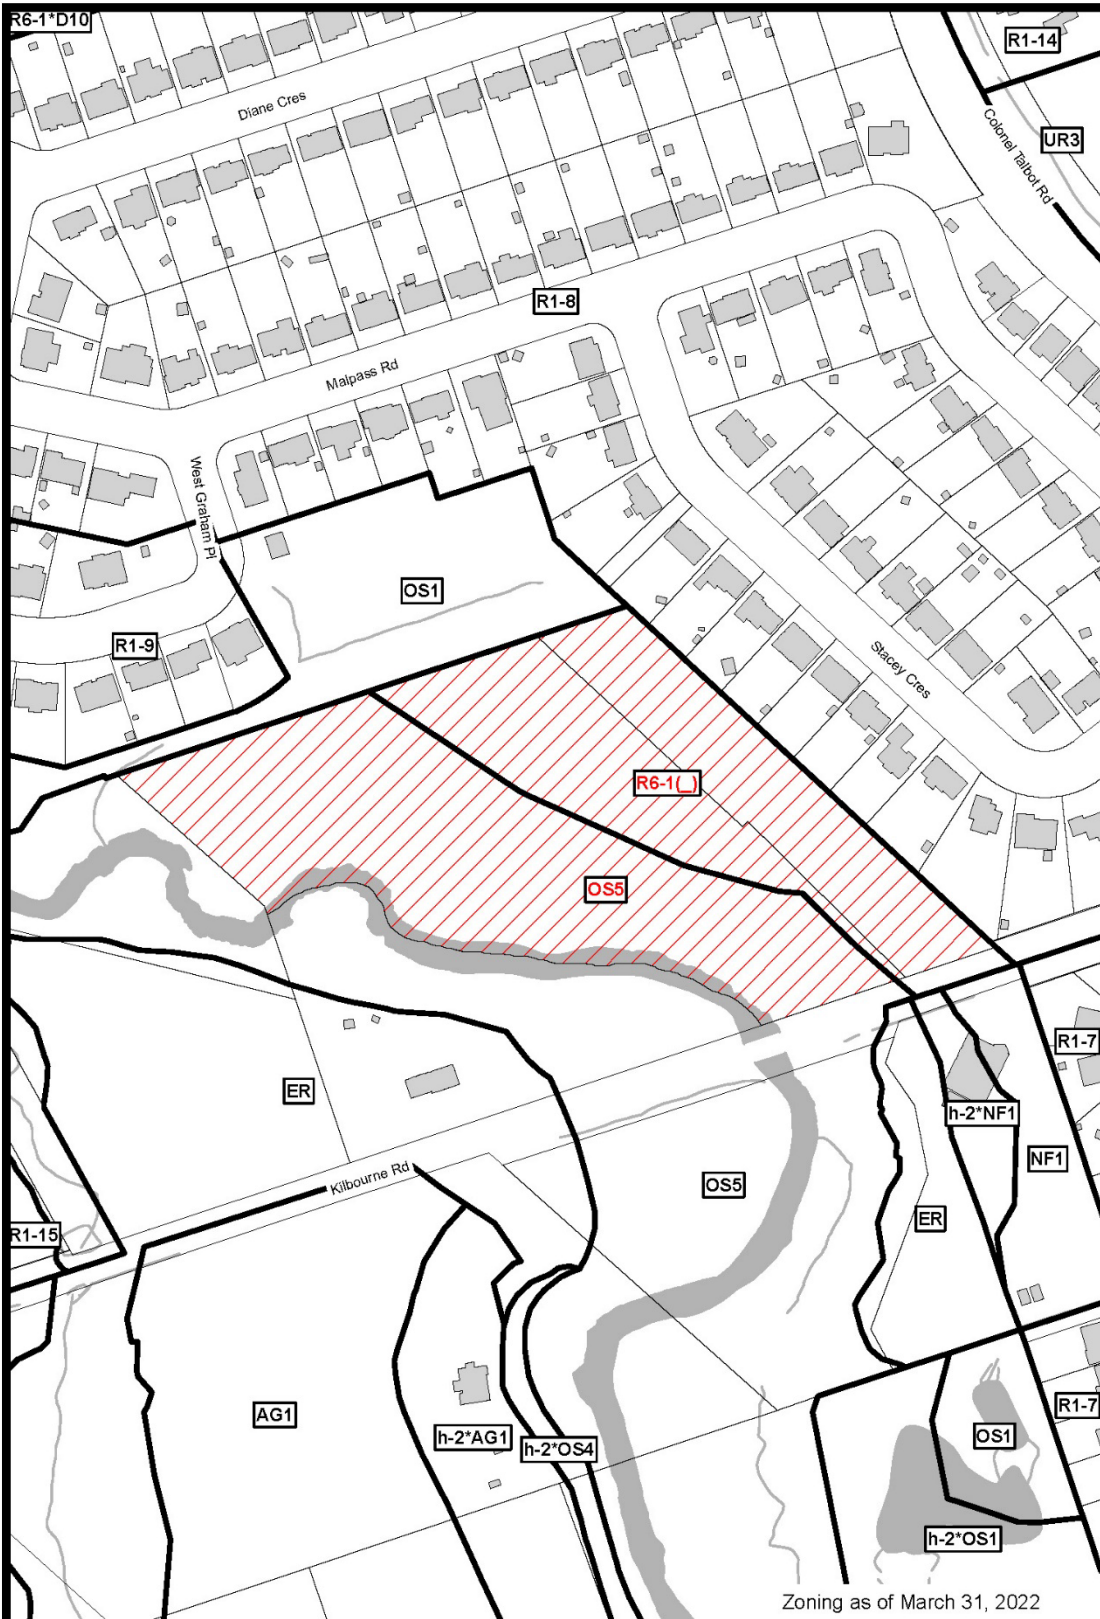 R6-1*D10
R1-14
Diane Cres
Colonel Talbot Rd
UR3
R1-8
Malpass Rd
West Graham Pl
OS1
R1-9
Stacey Cres
R6-1(_)
OS5
R1-7
ER
h-2*NF1
NF1
Kilbourne Rd
OS5
ER
R1-15
AG1
h-2*AG1
h-2*OS4
OS1
R1-7
h-2*OS1
Zoning as of March 31, 2022